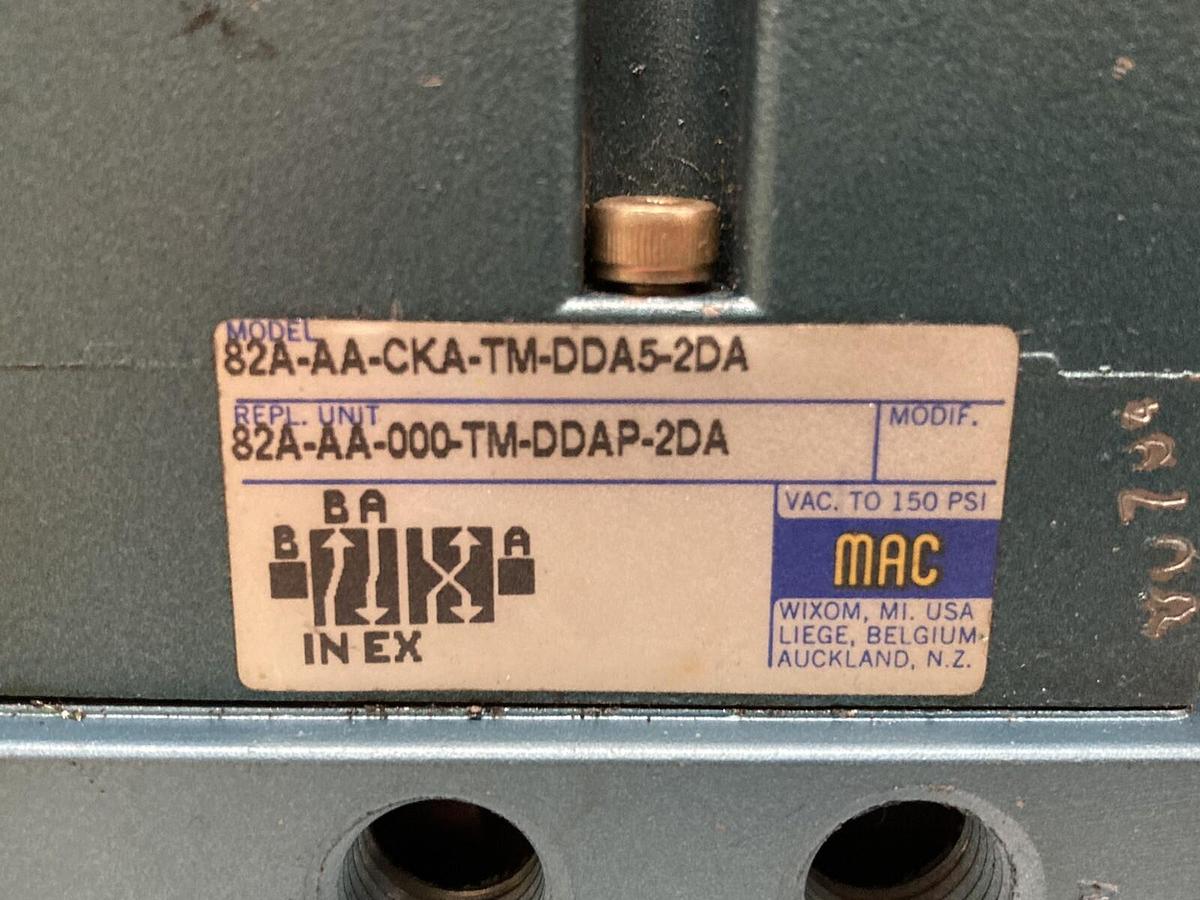 MODEL
82A-AA-CKA-TM-DDA5-2DA
REPL. UNIT
MODIF.
82A-AA-000-TM-DDAP-2DA
B A
B
A
IN EX
VAC. TO 150 PSI
MAC
WIXOM, MI. USA
LIEGE, BELGIUM
AUCKLAND, N.Z.